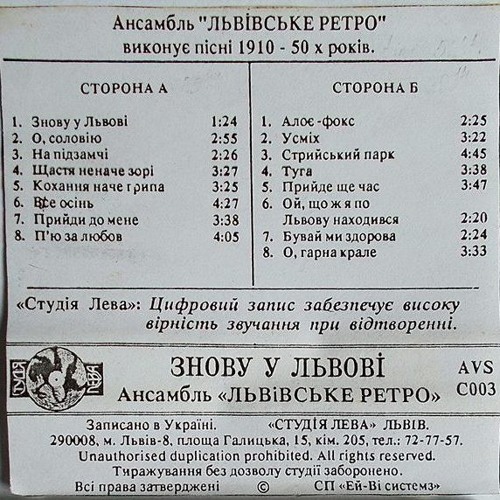 Ансамбль "ЛЬВІВСЬКЕ РЕТРО"
виконує пісні 1910 - 50 х років.
СТОРОНА А
1. Знову у Львові 1:24
2. О, соловію 2:55
3. На підзамчі 2:26
4. Щастя неначе зорі 3:27
5. Кохання наче грипа 3:25
6. Все осінь 4:27
7. Прийди до мене 3:38
8. П'ю за любов 4:05
СТОРОНА Б
1. Алоє-фокс 2:25
2. Усміх 3:22
3. Стрийський парк 4:45
4. Туга 3:38
5. Прийде ще час 3:47
6. Ой, що ж я по
Львову находився 2:20
7. Бувай ми здорова 2:24
8. О, гарна крале 3:33
«Студія Лева»: Цифровий запис забезпечує високу
вірність звучання при відтворенні.
СТУДІЯ ЛЕВА
ЗНОВУ У ЛЬВОВІ
Ансамбль «ЛЬВІВСЬКЕ РЕТРО»
AVS
C003
Записано в Україні. «СТУДІЯ ЛЕВА» ЛЬВІВ.
290008, м. Львів-8, площа Галицька, 15, кім. 205, тел.: 72-77-57.
Unauthorised duplication prohibited. All rights reserved.
Тиражування без дозволу студії заборонено.
Всі права затверджені © СП «Ей-Ві системз»